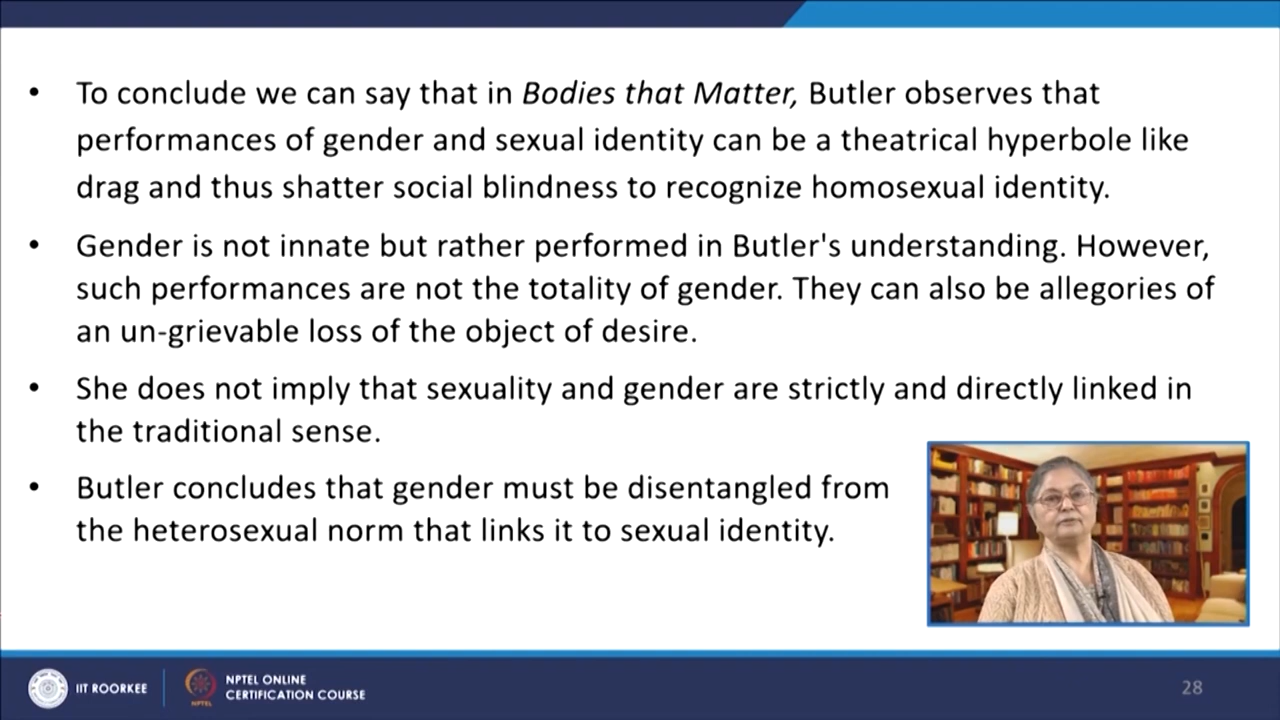 • To conclude we can say that in Bodies that Matter, Butler observes that
performances of gender and sexual identity can be a theatrical hyperbole like
drag and thus shatter social blindness to recognize homosexual identity.
• Gender is not innate but rather performed in Butler's understanding. However,
such performances are not the totality of gender. They can also be allegories of
an un-grievable loss of the object of desire.
• She does not imply that sexuality and gender are strictly and directly linked in
the traditional sense.
• Butler concludes that gender must be disentangled from
the heterosexual norm that links it to sexual identity.
IIT ROORKEE
NPTEL
NPTEL ONLINE
CERTIFICATION COURSE
28